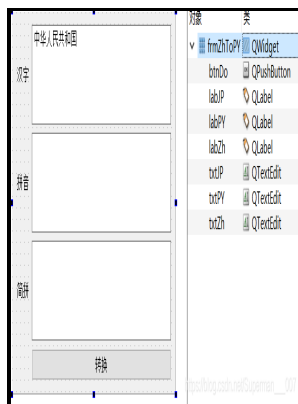 中华人民共和国
汉字
拼音
简拼
转换
对象 类
frmZhToPY QWidget
btnDo QPushButton
labJP QLabel
labPY QLabel
labZh QLabel
txtJP QTextEdit
txtPY QTextEdit
txtZh QTextEdit